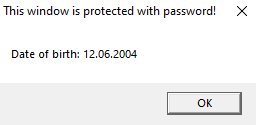 This window is protected with password!
Date of birth: 12.06.2004
OK